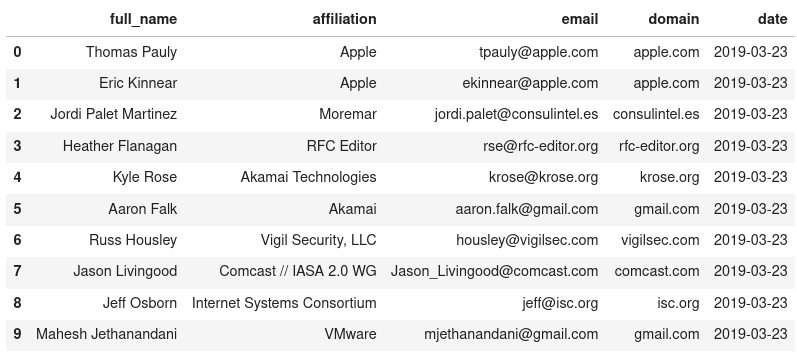 full_name affiliation email domain date
0 Thomas Pauly Apple tpauly@apple.com apple.com 2019-03-23
1 Eric Kinnear Apple ekinnear@apple.com apple.com 2019-03-23
2 Jordi Palet Martinez Moremar jordi.palet@consulintel.es consulintel.es 2019-03-23
3 Heather Flanagan RFC Editor rse@rfc-editor.org rfc-editor.org 2019-03-23
4 Kyle Rose Akamai Technologies krose@krose.org krose.org 2019-03-23
5 Aaron Falk Akamai aaron.falk@gmail.com gmail.com 2019-03-23
6 Russ Housley Vigil Security, LLC housley@vigilsec.com vigilsec.com 2019-03-23
7 Jason Livingood Comcast // IASA 2.0 WG Jason_Livingood@comcast.com comcast.com 2019-03-23
8 Jeff Osborn Internet Systems Consortium jeff@isc.org isc.org 2019-03-23
9 Mahesh Jethanandani VMware mjethanandani@gmail.com gmail.com 2019-03-23